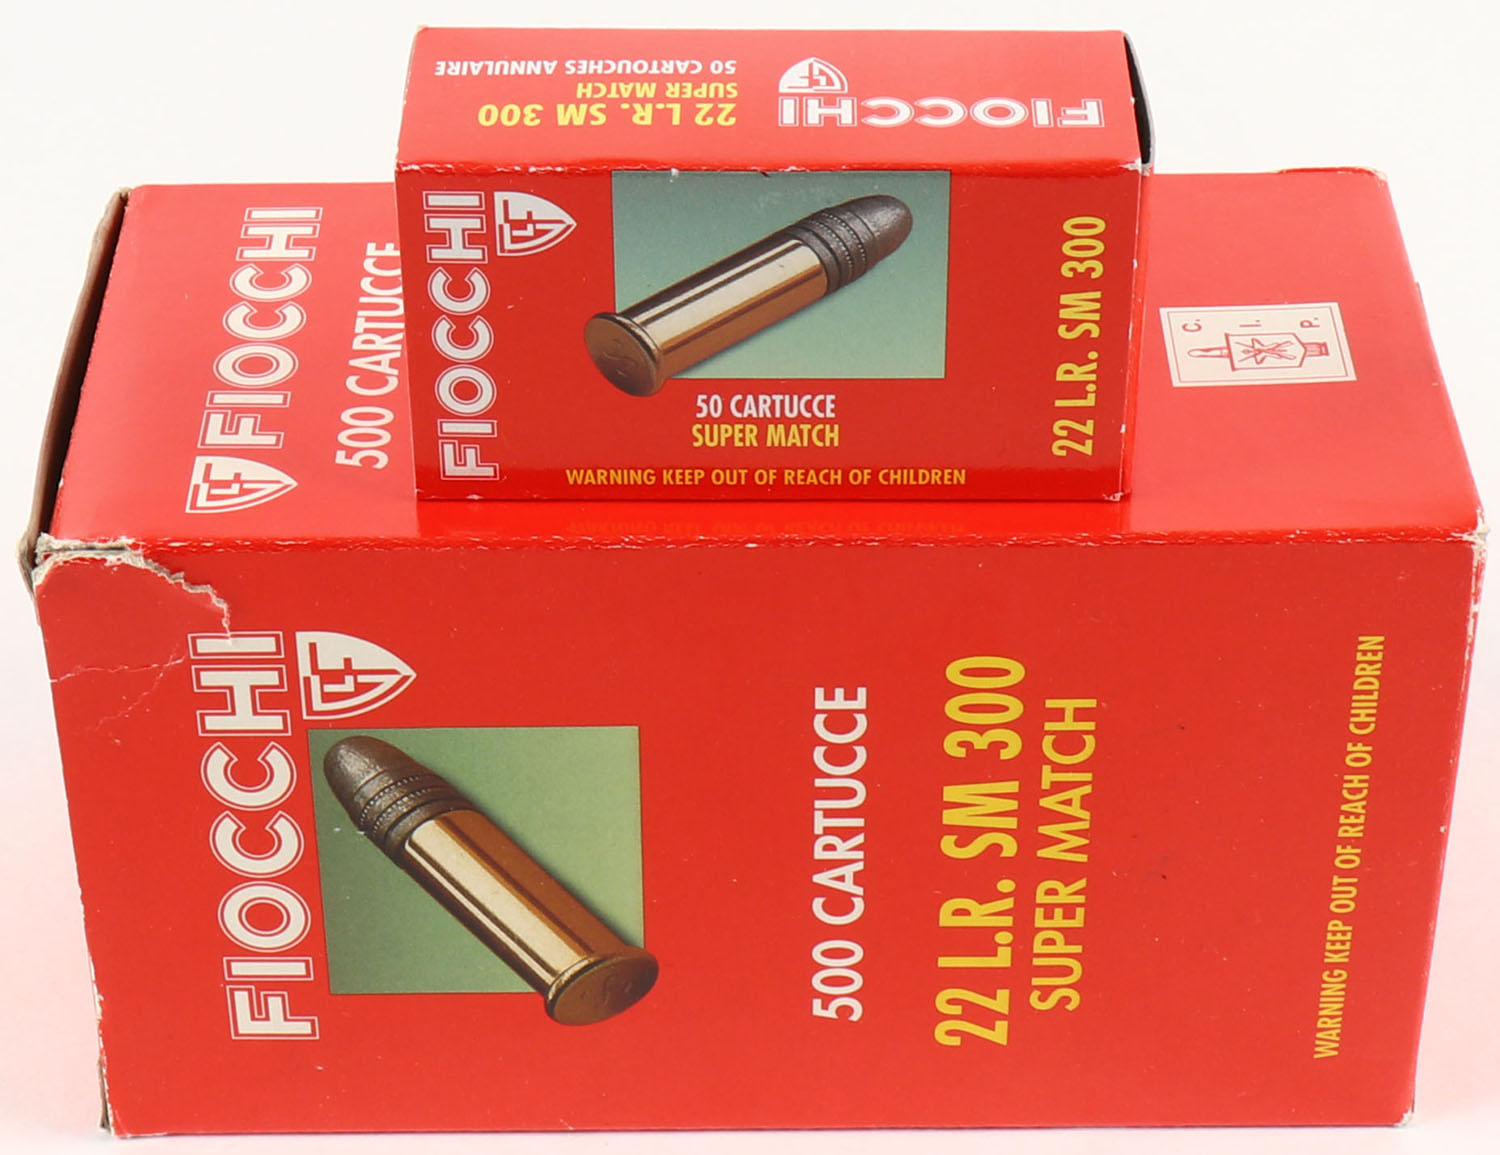 FIOCCHI
22 L.R. SM 300
SUPER MATCH
50 CARTOUCHES ANNULAIRE
FIOCCHI
50 CARTUCCE
SUPER MATCH
WARNING KEEP OUT OF REACH OF CHILDREN
22 L.R. SM 300
FIOCCHI
500 CARTUCCE
C.
I.
P.
FIOCCHI
500 CARTUCCE
22 L.R. SM 300
SUPER MATCH
WARNING KEEP OUT OF REACH OF CHILDREN